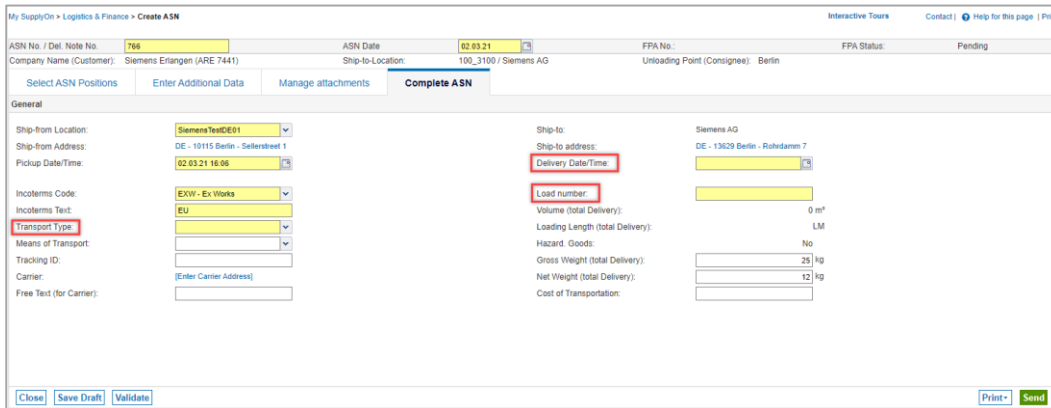 My SupplyOn > Logistics & Finance > Create ASN Interactive Tours Contact | Help for this page | Pri
ASN No. / Del. Note No. 766 ASN Date 02.03.21 FPA No.: FPA Status: Pending
Company Name (Customer): Siemens Erlangen (ARE 7441) Ship-to-Location: 100_3100 / Siemens AG Unloading Point (Consignee): Berlin
Select ASN Positions Enter Additional Data Manage attachments Complete ASN
General
Ship-from Location: SiemensTestDE01 Ship-to: Siemens AG
Ship-from Address: DE - 10115 Berlin - Sellerstreet 1 Ship-to address: DE - 13629 Berlin - Rohrdamm 7
Pickup Date/Time: 02.03.21 16:06 Delivery Date/Time:
Incoterms Code: EXW - Ex Works Load number:
Incoterms Text: EU Volume (total Delivery): 0 m³
Transport Type: Loading Length (total Delivery): LM
Means of Transport: Hazard. Goods: No
Tracking ID: Gross Weight (total Delivery): 25 kg
Carrier: [Enter Carrier Address] Net Weight (total Delivery): 12 kg
Free Text (for Carrier): Cost of Transportation:
Close Save Draft Validate Print Send